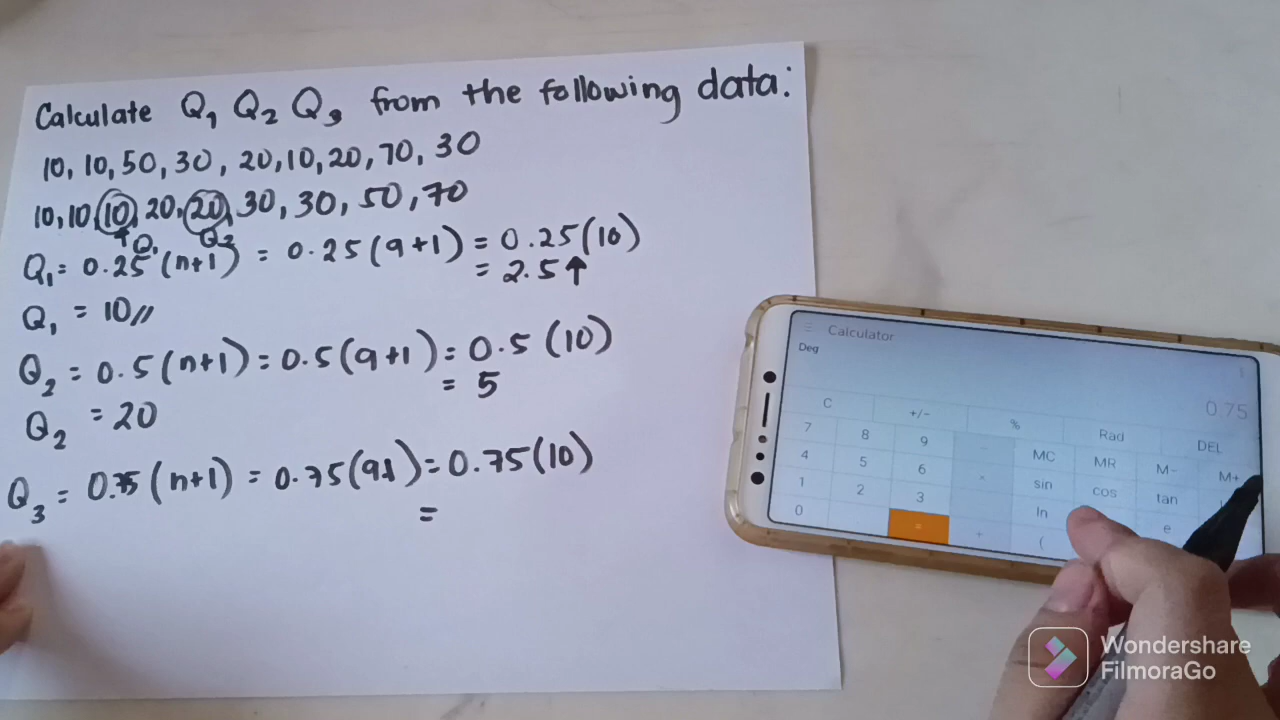 Calculate Q₁ Q₂ Q₃ from the following data:
10, 10, 50, 30, 20, 10, 20, 70, 30
10, 10, 10, 20, 20, 30, 30, 50, 70
Q₁ Q₂
Q₁ = 0.25 (n+1) = 0.25 (9+1) = 0.25 (10)
= 2.5 ↑
Q₁ = 10 //
Q₂ = 0.5 (n+1) = 0.5 (9+1) = 0.5 (10)
= 5
Q₂ = 20
Q₃ = 0.75 (n+1) = 0.75 (9+1) = 0.75 (10)
=
Calculator
Deg
0.75
C +/- % Rad DEL
7 8 9 - MC MR M- M+
4 5 6 × sin cos tan
1 2 3 ln e
0 . = + (
Wondershare
FilmoraGo